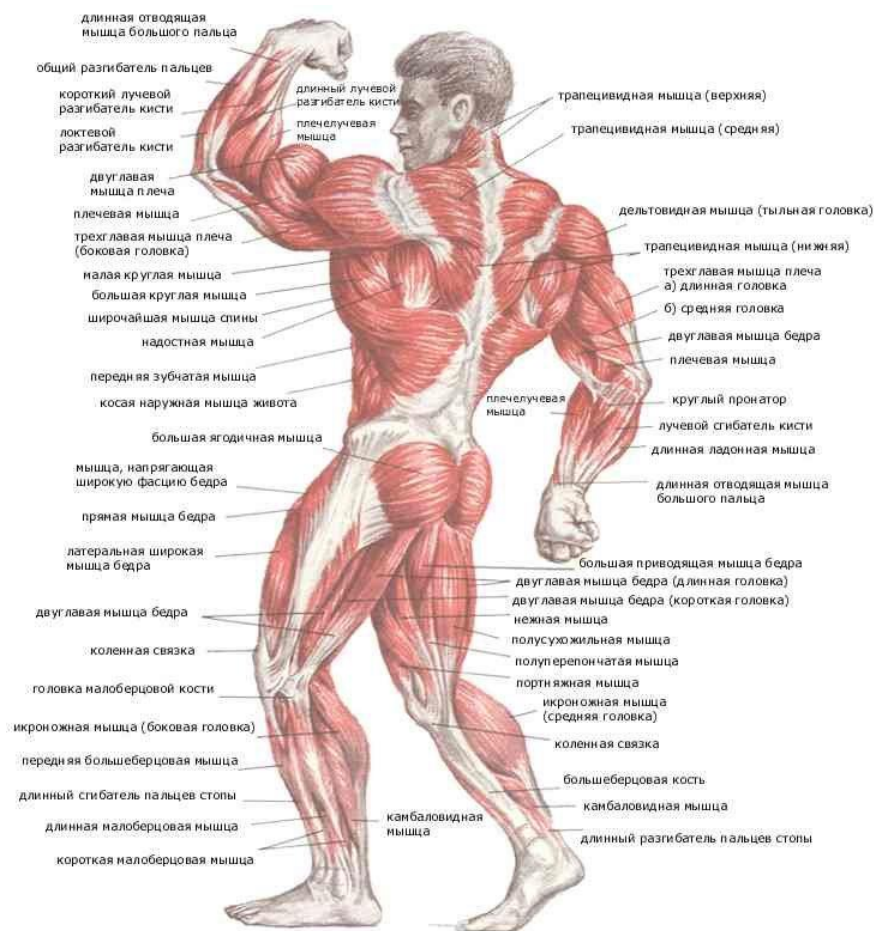 длинная отводящая
мышца большого пальца
общий разгибатель пальцев
короткий лучевой
разгибатель кисти
длинный лучевой
разгибатель кисти
локтевой
разгибатель кисти
плечелучевая
мышца
двуглавая
мышца плеча
плечевая мышца
трехглавая мышца плеча
(боковая головка)
малая круглая мышца
большая круглая мышца
широчайшая мышца спины
надостная мышца
передняя зубчатая мышца
косая наружная мышца живота
большая ягодичная мышца
мышца, напрягающая
широкую фасцию бедра
прямая мышца бедра
латеральная широкая
мышца бедра
двуглавая мышца бедра
коленная связка
головка малоберцовой кости
икроножная мышца (боковая головка)
передняя большеберцовая мышца
длинный сгибатель пальцев стопы
длинная малоберцовая мышца
короткая малоберцовая мышца
камбаловидная
мышца
трапецивидная мышца (верхняя)
трапецивидная мышца (средняя)
дельтовидная мышца (тыльная головка)
трапецивидная мышца (нижняя)
трехглавая мышца плеча
а) длинная головка
б) средняя головка
двуглавая мышца бедра
плечевая мышца
плечелучевая
мышца
круглый пронатор
лучевой сгибатель кисти
длинная ладонная мышца
длинная отводящая мышца
большого пальца
большая приводящая мышца бедра
двуглавая мышца бедра (длинная головка)
двуглавая мышца бедра (короткая головка)
нежная мышца
полусухожильная мышца
полуперепончатая мышца
портняжная мышца
икроножная мышца
(средняя головка)
коленная связка
большеберцовая кость
камбаловидная мышца
длинный разгибатель пальцев стопы